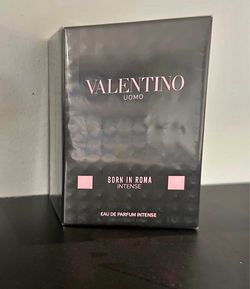 VALENTINO
UOMO
BORN IN ROMA
INTENSE
EAU DE PARFUM INTENSE